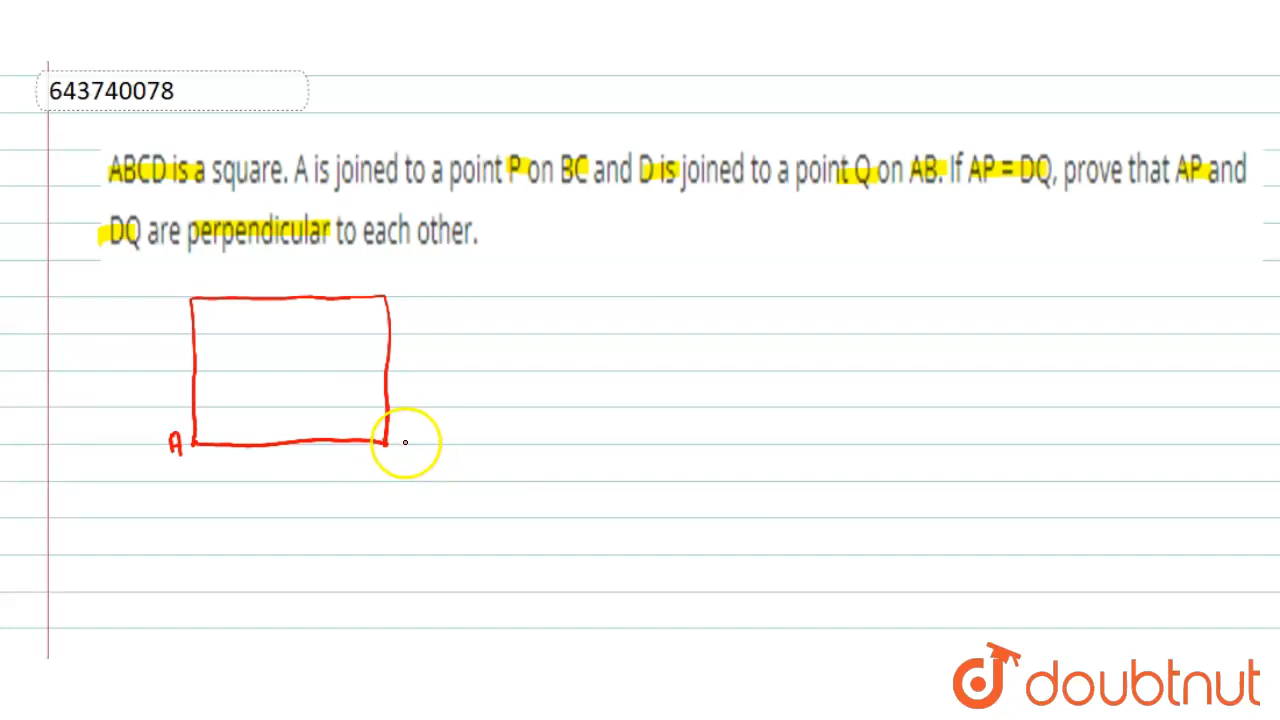 643740078
ABCD is a square. A is joined to a point P on BC and D is joined to a point Q on AB. If AP = DQ, prove that AP and
DQ are perpendicular to each other.
A
doubtnut